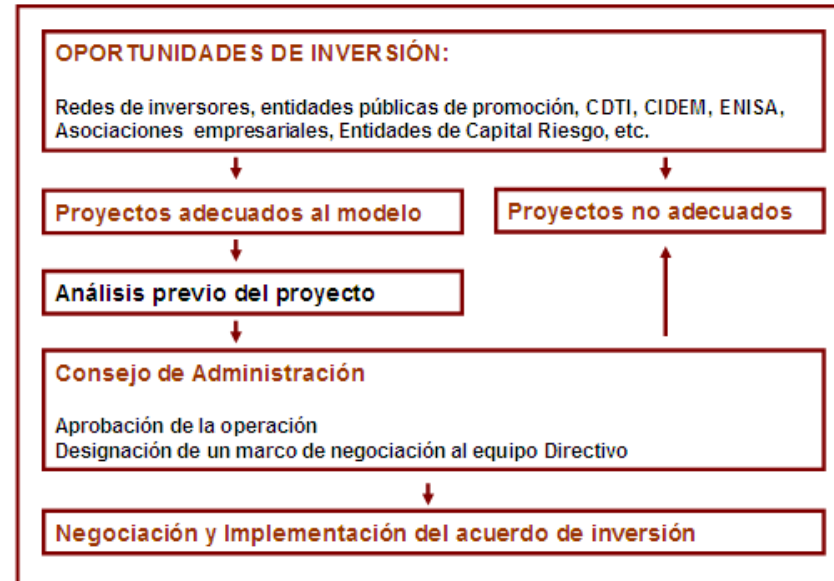 OPORTUNIDADES DE INVERSIÓN:
Redes de inversores, entidades públicas de promoción, CDTI, CIDEM, ENISA,
Asociaciones empresariales, Entidades de Capital Riesgo, etc.
Proyectos adecuados al modelo
Proyectos no adecuados
Análisis previo del proyecto
Consejo de Administración
Aprobación de la operación
Designación de un marco de negociación al equipo Directivo
Negociación y Implementación del acuerdo de inversión